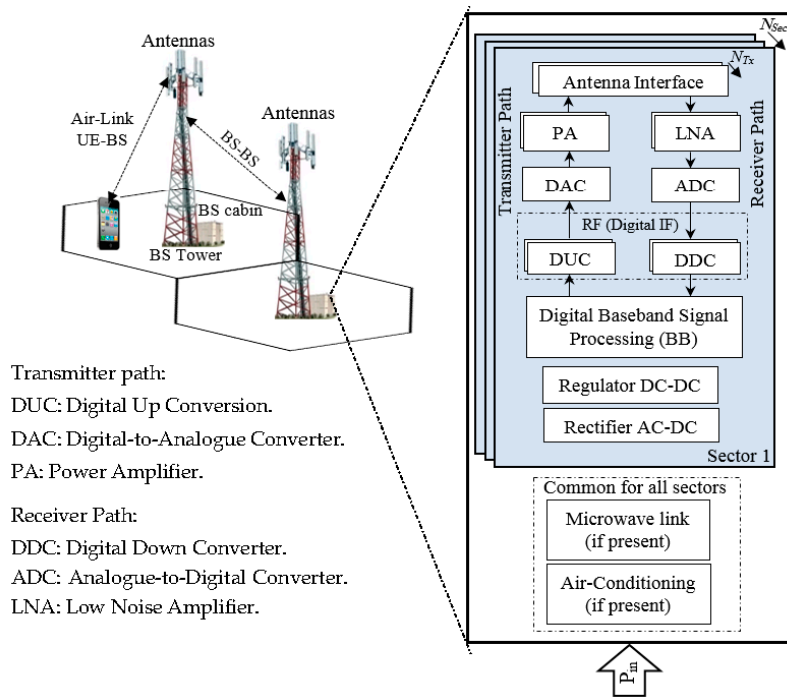 Antennas
Antennas
Air-Link
UE-BS
BS-BS
BS cabin
BS Tower
Transmitter path:
DUC: Digital Up Conversion.
DAC: Digital-to-Analogue Converter.
PA: Power Amplifier.
Receiver Path:
DDC: Digital Down Converter.
ADC: Analogue-to-Digital Converter.
LNA: Low Noise Amplifier.
NSec
NTx
Antenna Interface
Transmitter Path
Receiver Path
PA
LNA
DAC
ADC
RF (Digital IF)
DUC
DDC
Digital Baseband Signal
Processing (BB)
Regulator DC-DC
Rectifier AC-DC
Sector 1
Common for all sectors
Microwave link
(if present)
Air-Conditioning
(if present)
Pin